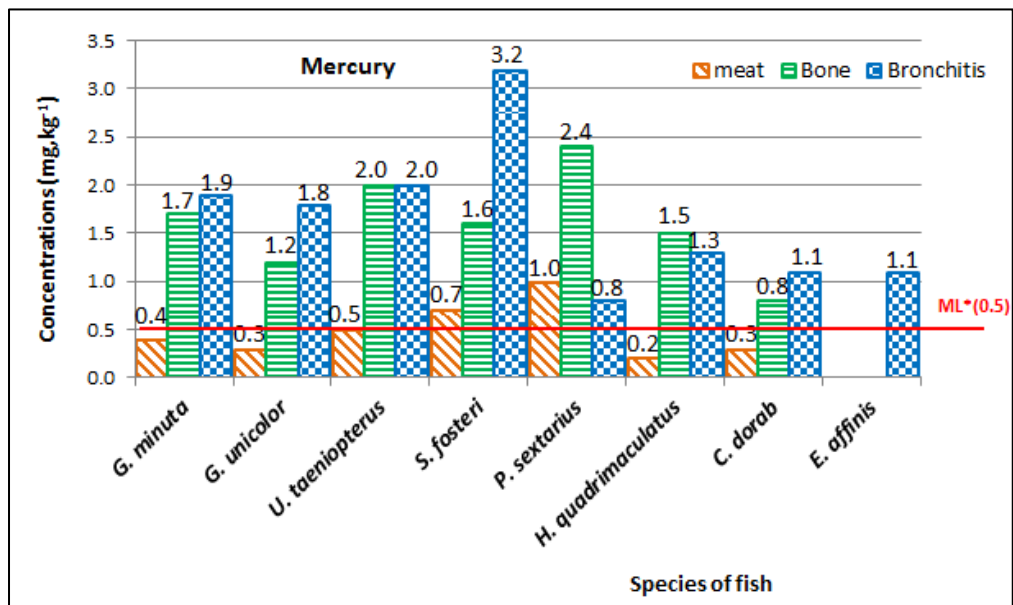 Mercury
meat Bone Bronchitis
Concentrations (mg,kg-1)
3.5
3.0
2.5
2.0
1.5
1.0
0.5
0.0
0.4 1.7 1.9
0.3 1.2 1.8
0.5 2.0 2.0
0.7 1.6 3.2
1.0 2.4 0.8
0.2 1.5 1.3
0.3 0.8 1.1
1.1
ML*(0.5)
G. minuta
G. unicolor
U. taeniopterus
S. fosteri
P. sextarius
H. quadrimaculatus
C. dorab
E. affinis
Species of fish